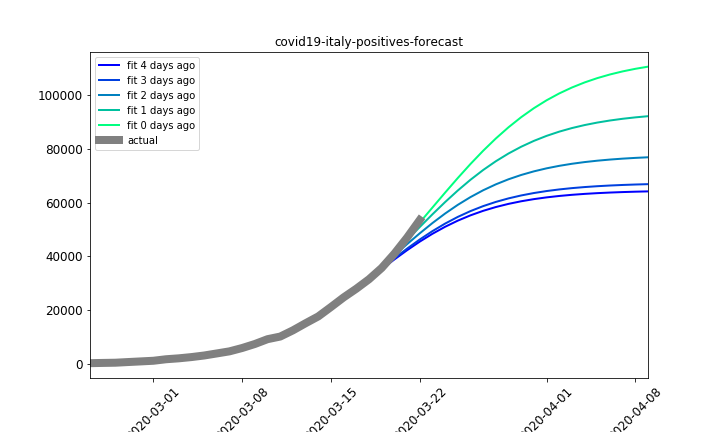 covid19-italy-positives-forecast
fit 4 days ago
fit 3 days ago
fit 2 days ago
fit 1 days ago
fit 0 days ago
actual
100000
80000
60000
40000
20000
0
2020-03-01
2020-03-08
2020-03-15
2020-03-22
2020-04-01
2020-04-08